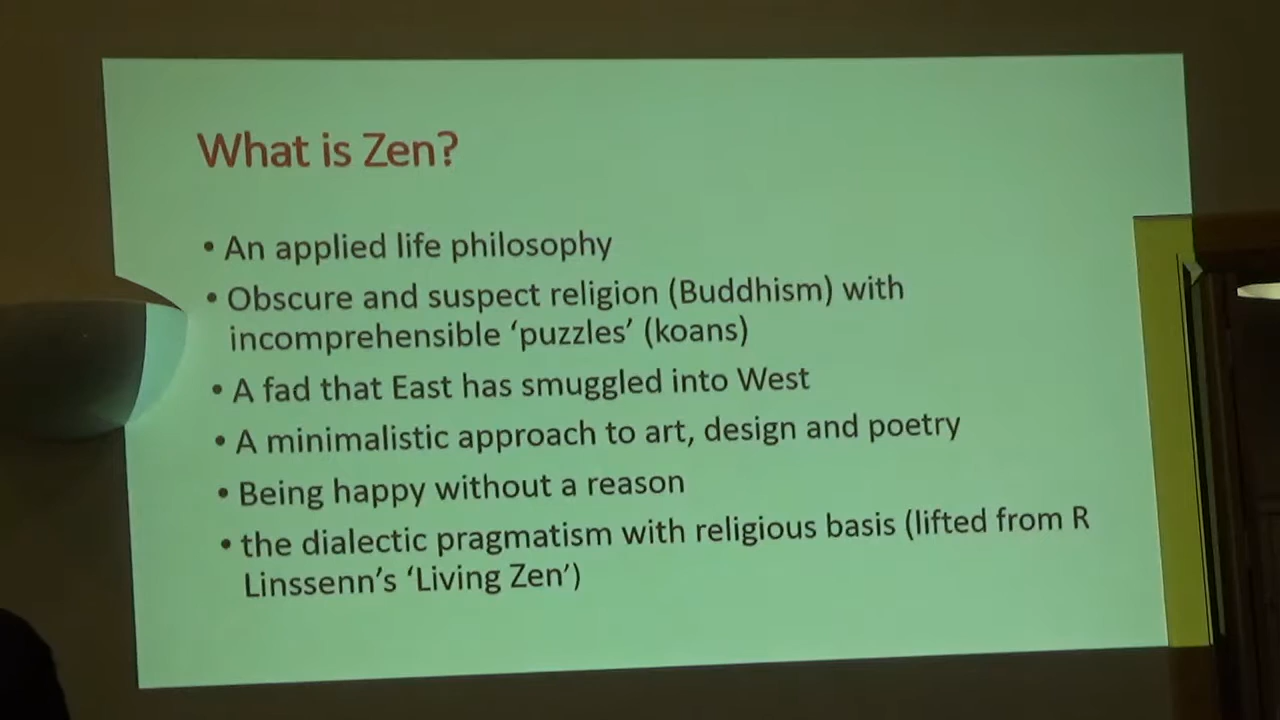 What is Zen?
• An applied life philosophy
• Obscure and suspect religion (Buddhism) with
incomprehensible ‘puzzles’ (koans)
• A fad that East has smuggled into West
• A minimalistic approach to art, design and poetry
• Being happy without a reason
• the dialectic pragmatism with religious basis (lifted from R
Linssenn’s ‘Living Zen’)